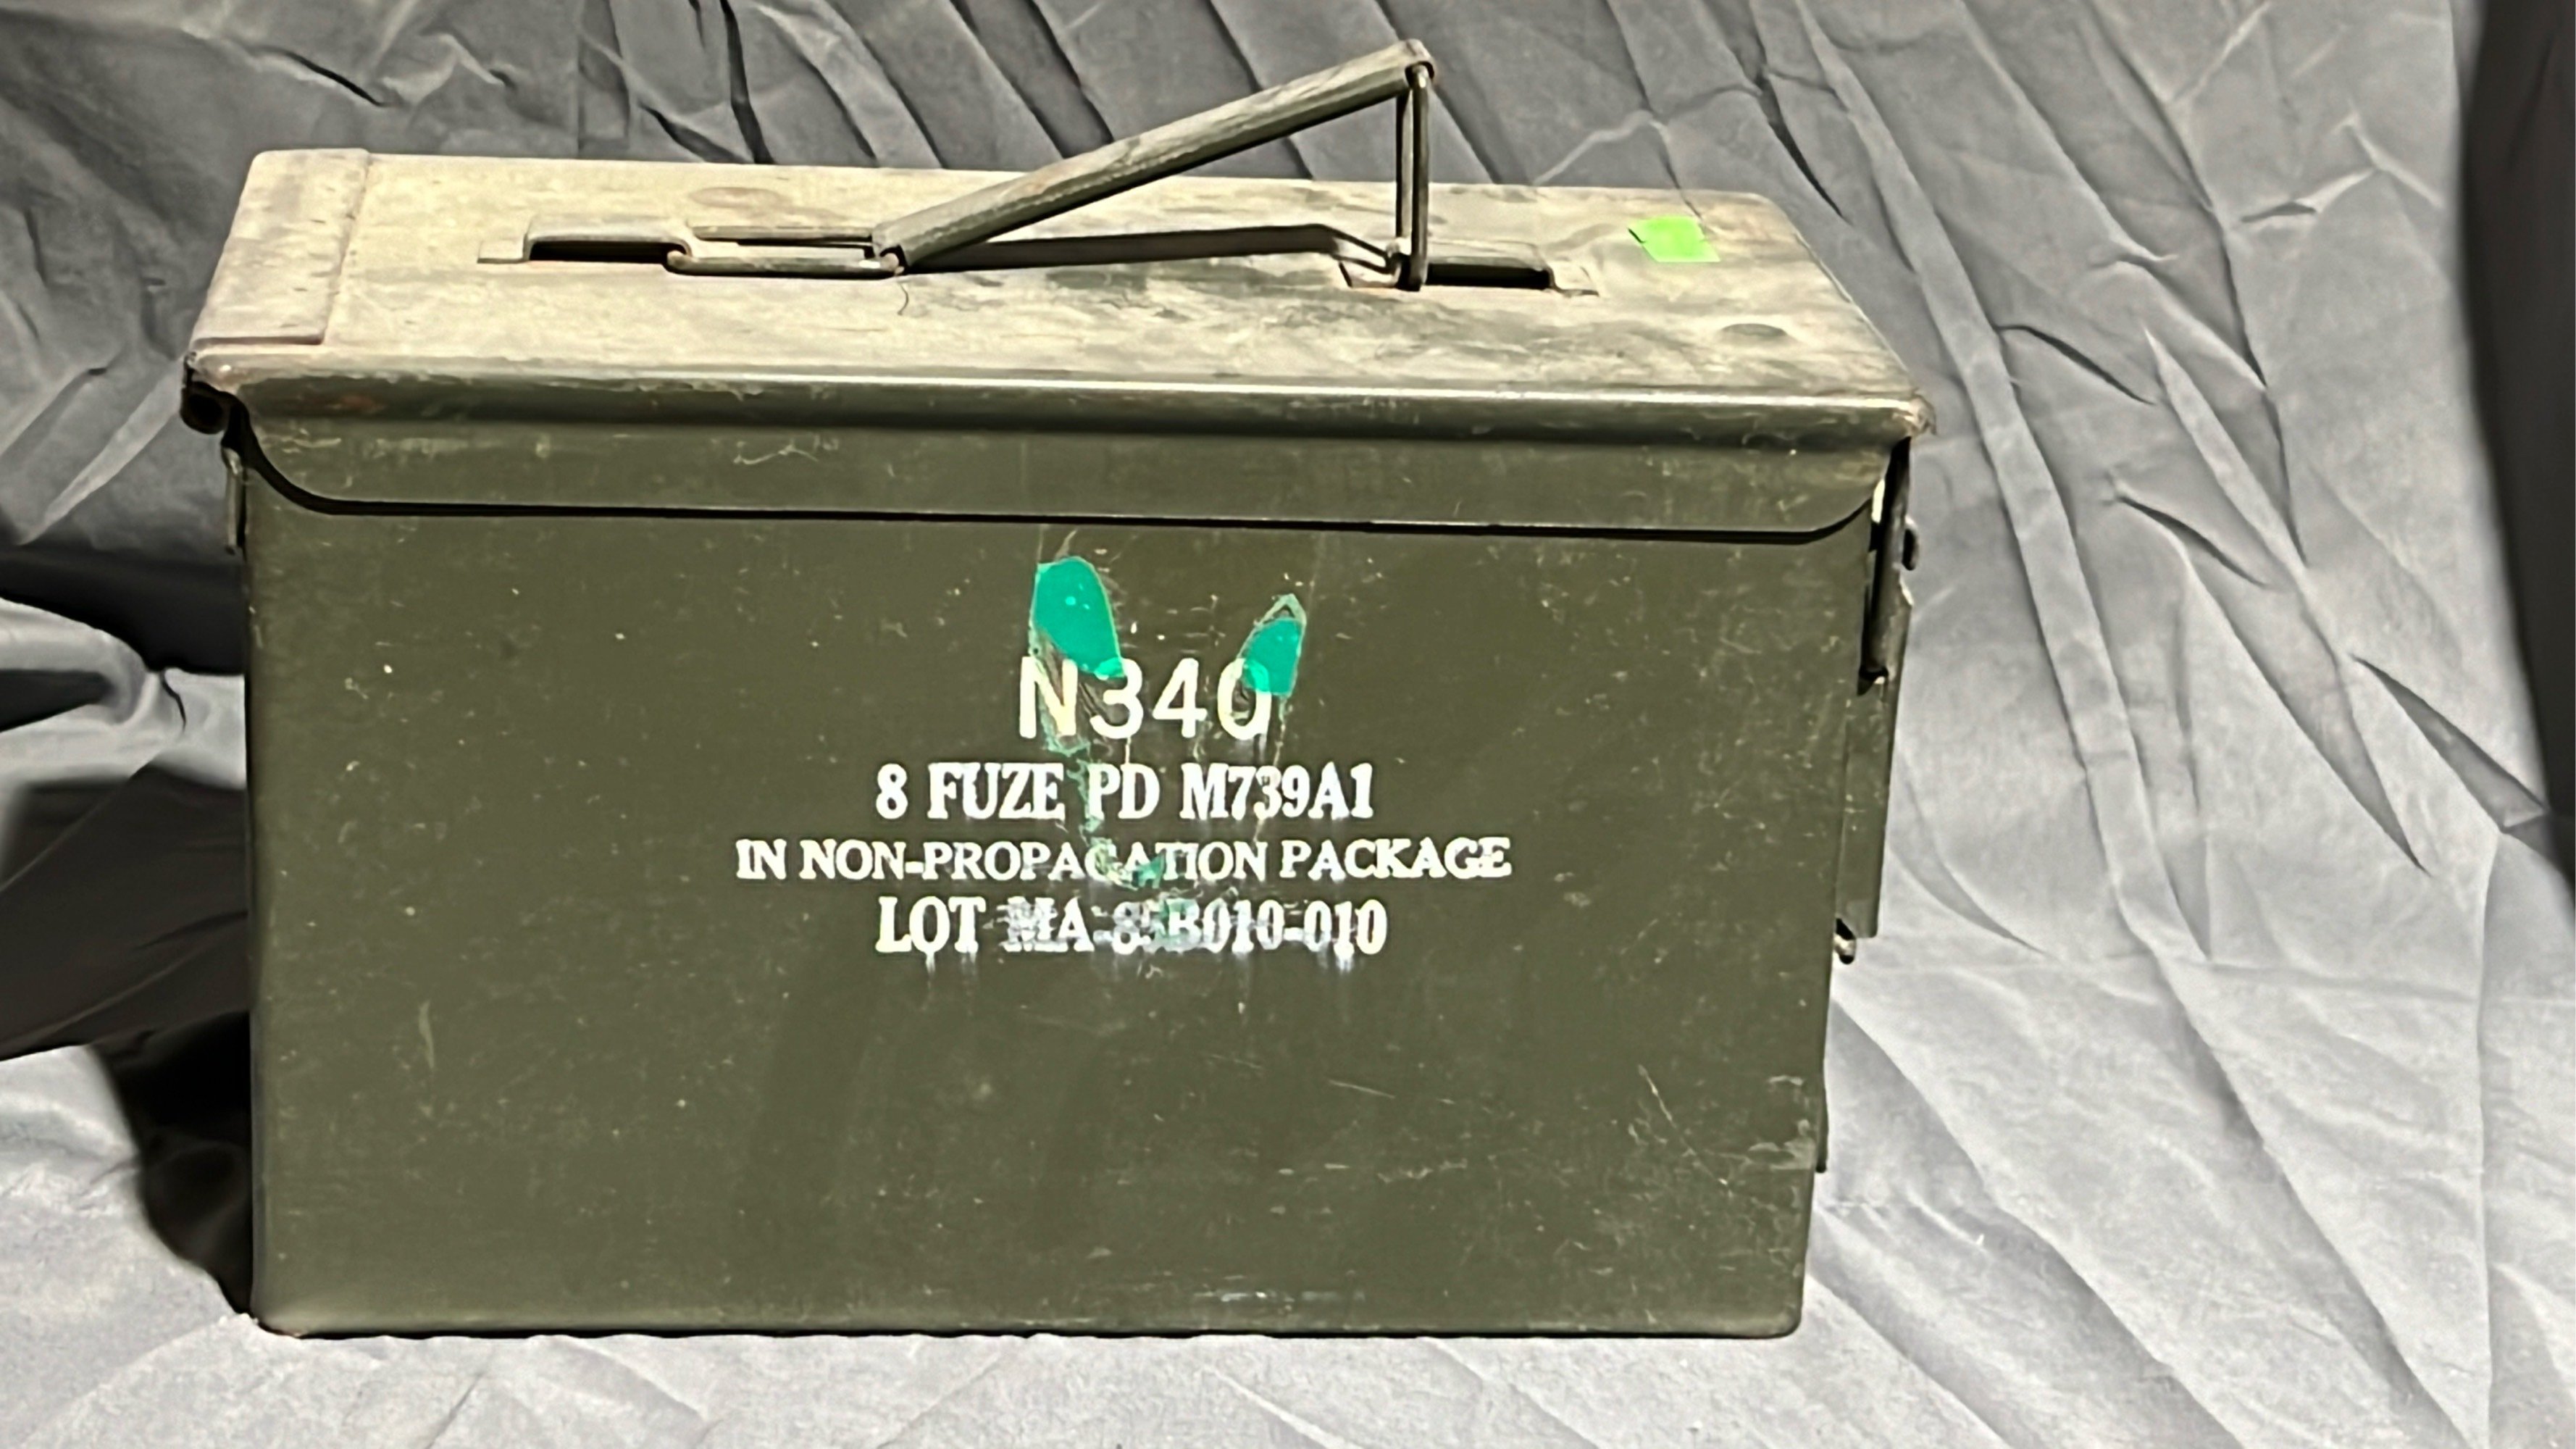 N340
8 FUZE PD M739A1
IN NON-PROPAGATION PACKAGE
LOT MA-85B010-010